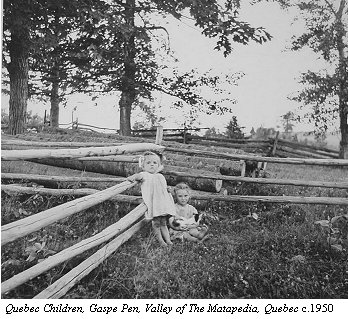 Quebec Children, Gaspe Pen, Valley of The Matapedia, Quebec c.1950